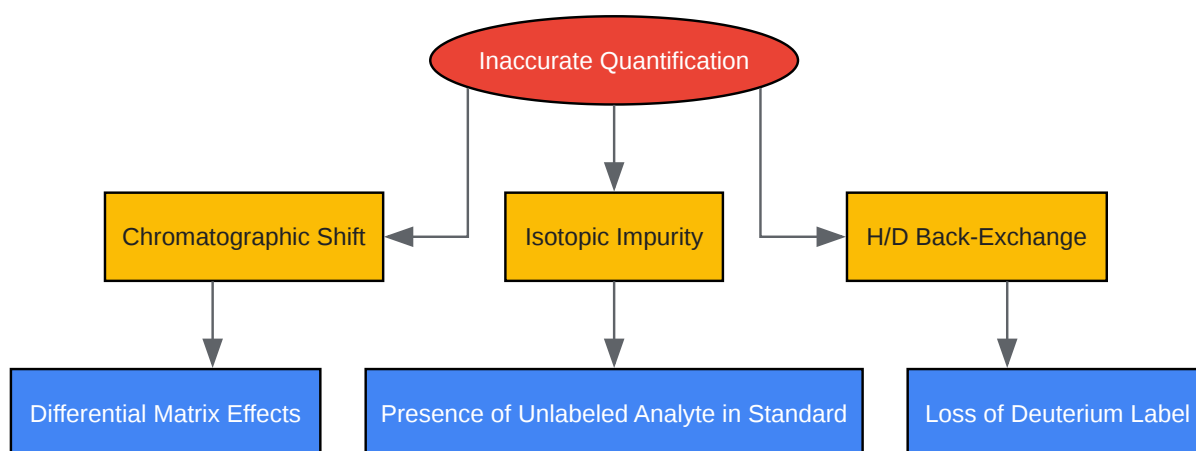 Inaccurate Quantification
Chromatographic Shift
Isotopic Impurity
H/D Back-Exchange
Differential Matrix Effects
Presence of Unlabeled Analyte in Standard
Loss of Deuterium Label